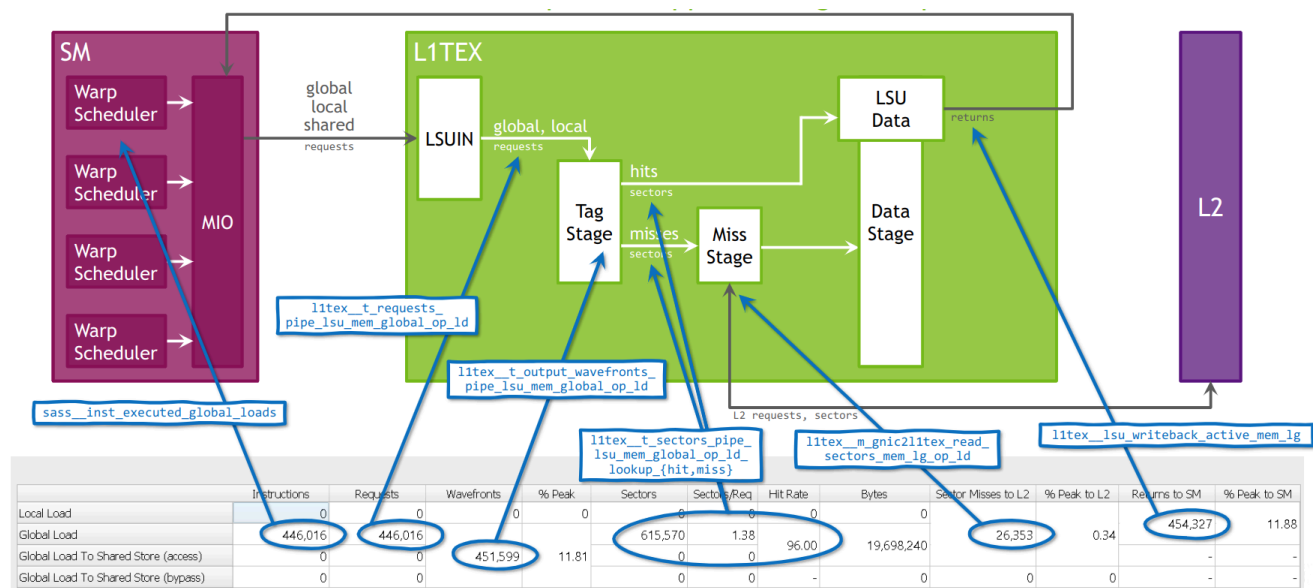 SM
L1TEX
Warp
Scheduler
Warp
Scheduler
Warp
Scheduler
Warp
Scheduler
MIO
global
local
shared
requests
LSUIN
global, local
requests
Tag
Stage
hits
sectors
misses
sectors
Miss
Stage
LSU
Data
Data
Stage
returns
L2
L2 requests, sectors
l1tex__t_requests_
pipe_lsu_mem_global_op_ld
l1tex__t_output_wavefronts_
pipe_lsu_mem_global_op_ld
sass__inst_executed_global_loads
l1tex__t_sectors_pipe_
lsu_mem_global_op_ld_
lookup_{hit,miss}
l1tex__m_gnic2l1tex_read_
sectors_mem_lg_op_ld
l1tex__lsu_writeback_active_mem_lg
Instructions Requests Wavefronts % Peak Sectors Sectors/Req Hit Rate Bytes Sector Misses to L2 % Peak to L2 Returns to SM % Peak to SM
Local Load 0 0 0 0 0 0 0 0 0
Global Load 446,016 446,016 451,599 11.81 615,570 1.38 96.00 19,698,240 26,353 0.34 454,327 11.88
Global Load To Shared Store (access) 0 0 0 0 - -
Global Load To Shared Store (bypass) 0 0 0 0 - 0 0 0 - -